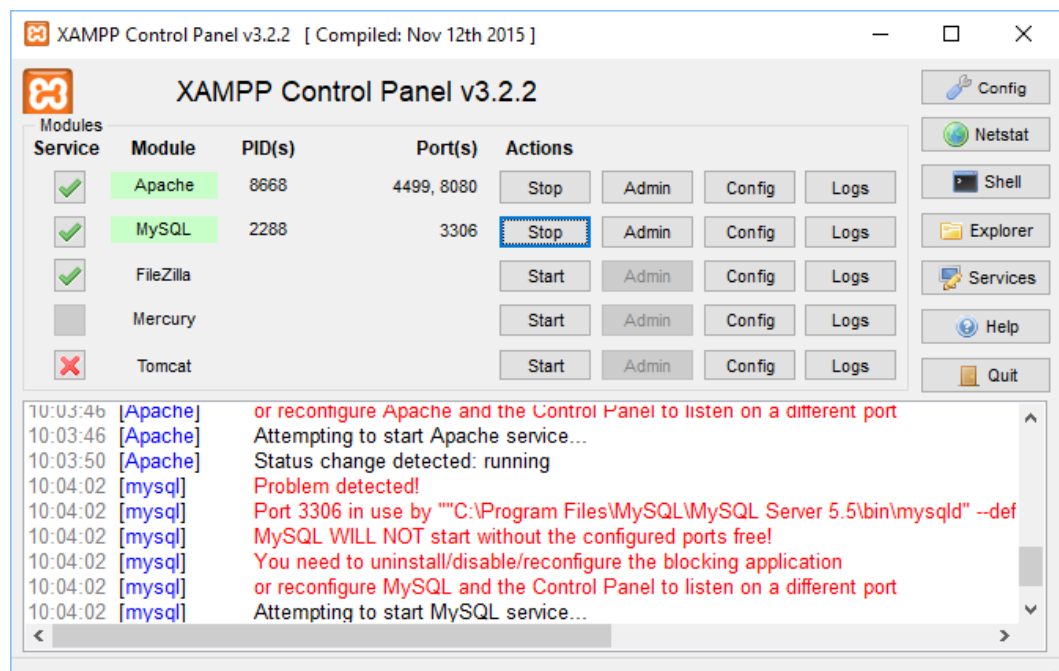 XAMPP Control Panel v3.2.2 [ Compiled: Nov 12th 2015 ]
XAMPP Control Panel v3.2.2
Config
Modules
Service Module PID(s) Port(s) Actions
Netstat
Apache 8668 4499, 8080 Stop Admin Config Logs
Shell
MySQL 2288 3306 Stop Admin Config Logs
Explorer
FileZilla Start Admin Config Logs
Services
Mercury Start Admin Config Logs
Help
Tomcat Start Admin Config Logs
Quit
10:03:46 [Apache] or reconfigure Apache and the Control Panel to listen on a different port
10:03:46 [Apache] Attempting to start Apache service...
10:03:50 [Apache] Status change detected: running
10:04:02 [mysql] Problem detected!
10:04:02 [mysql] Port 3306 in use by ""C:\Program Files\MySQL\MySQL Server 5.5\bin\mysqld" --def
10:04:02 [mysql] MySQL WILL NOT start without the configured ports free!
10:04:02 [mysql] You need to uninstall/disable/reconfigure the blocking application
10:04:02 [mysql] or reconfigure MySQL and the Control Panel to listen on a different port
10:04:02 [mysql] Attempting to start MySQL service...